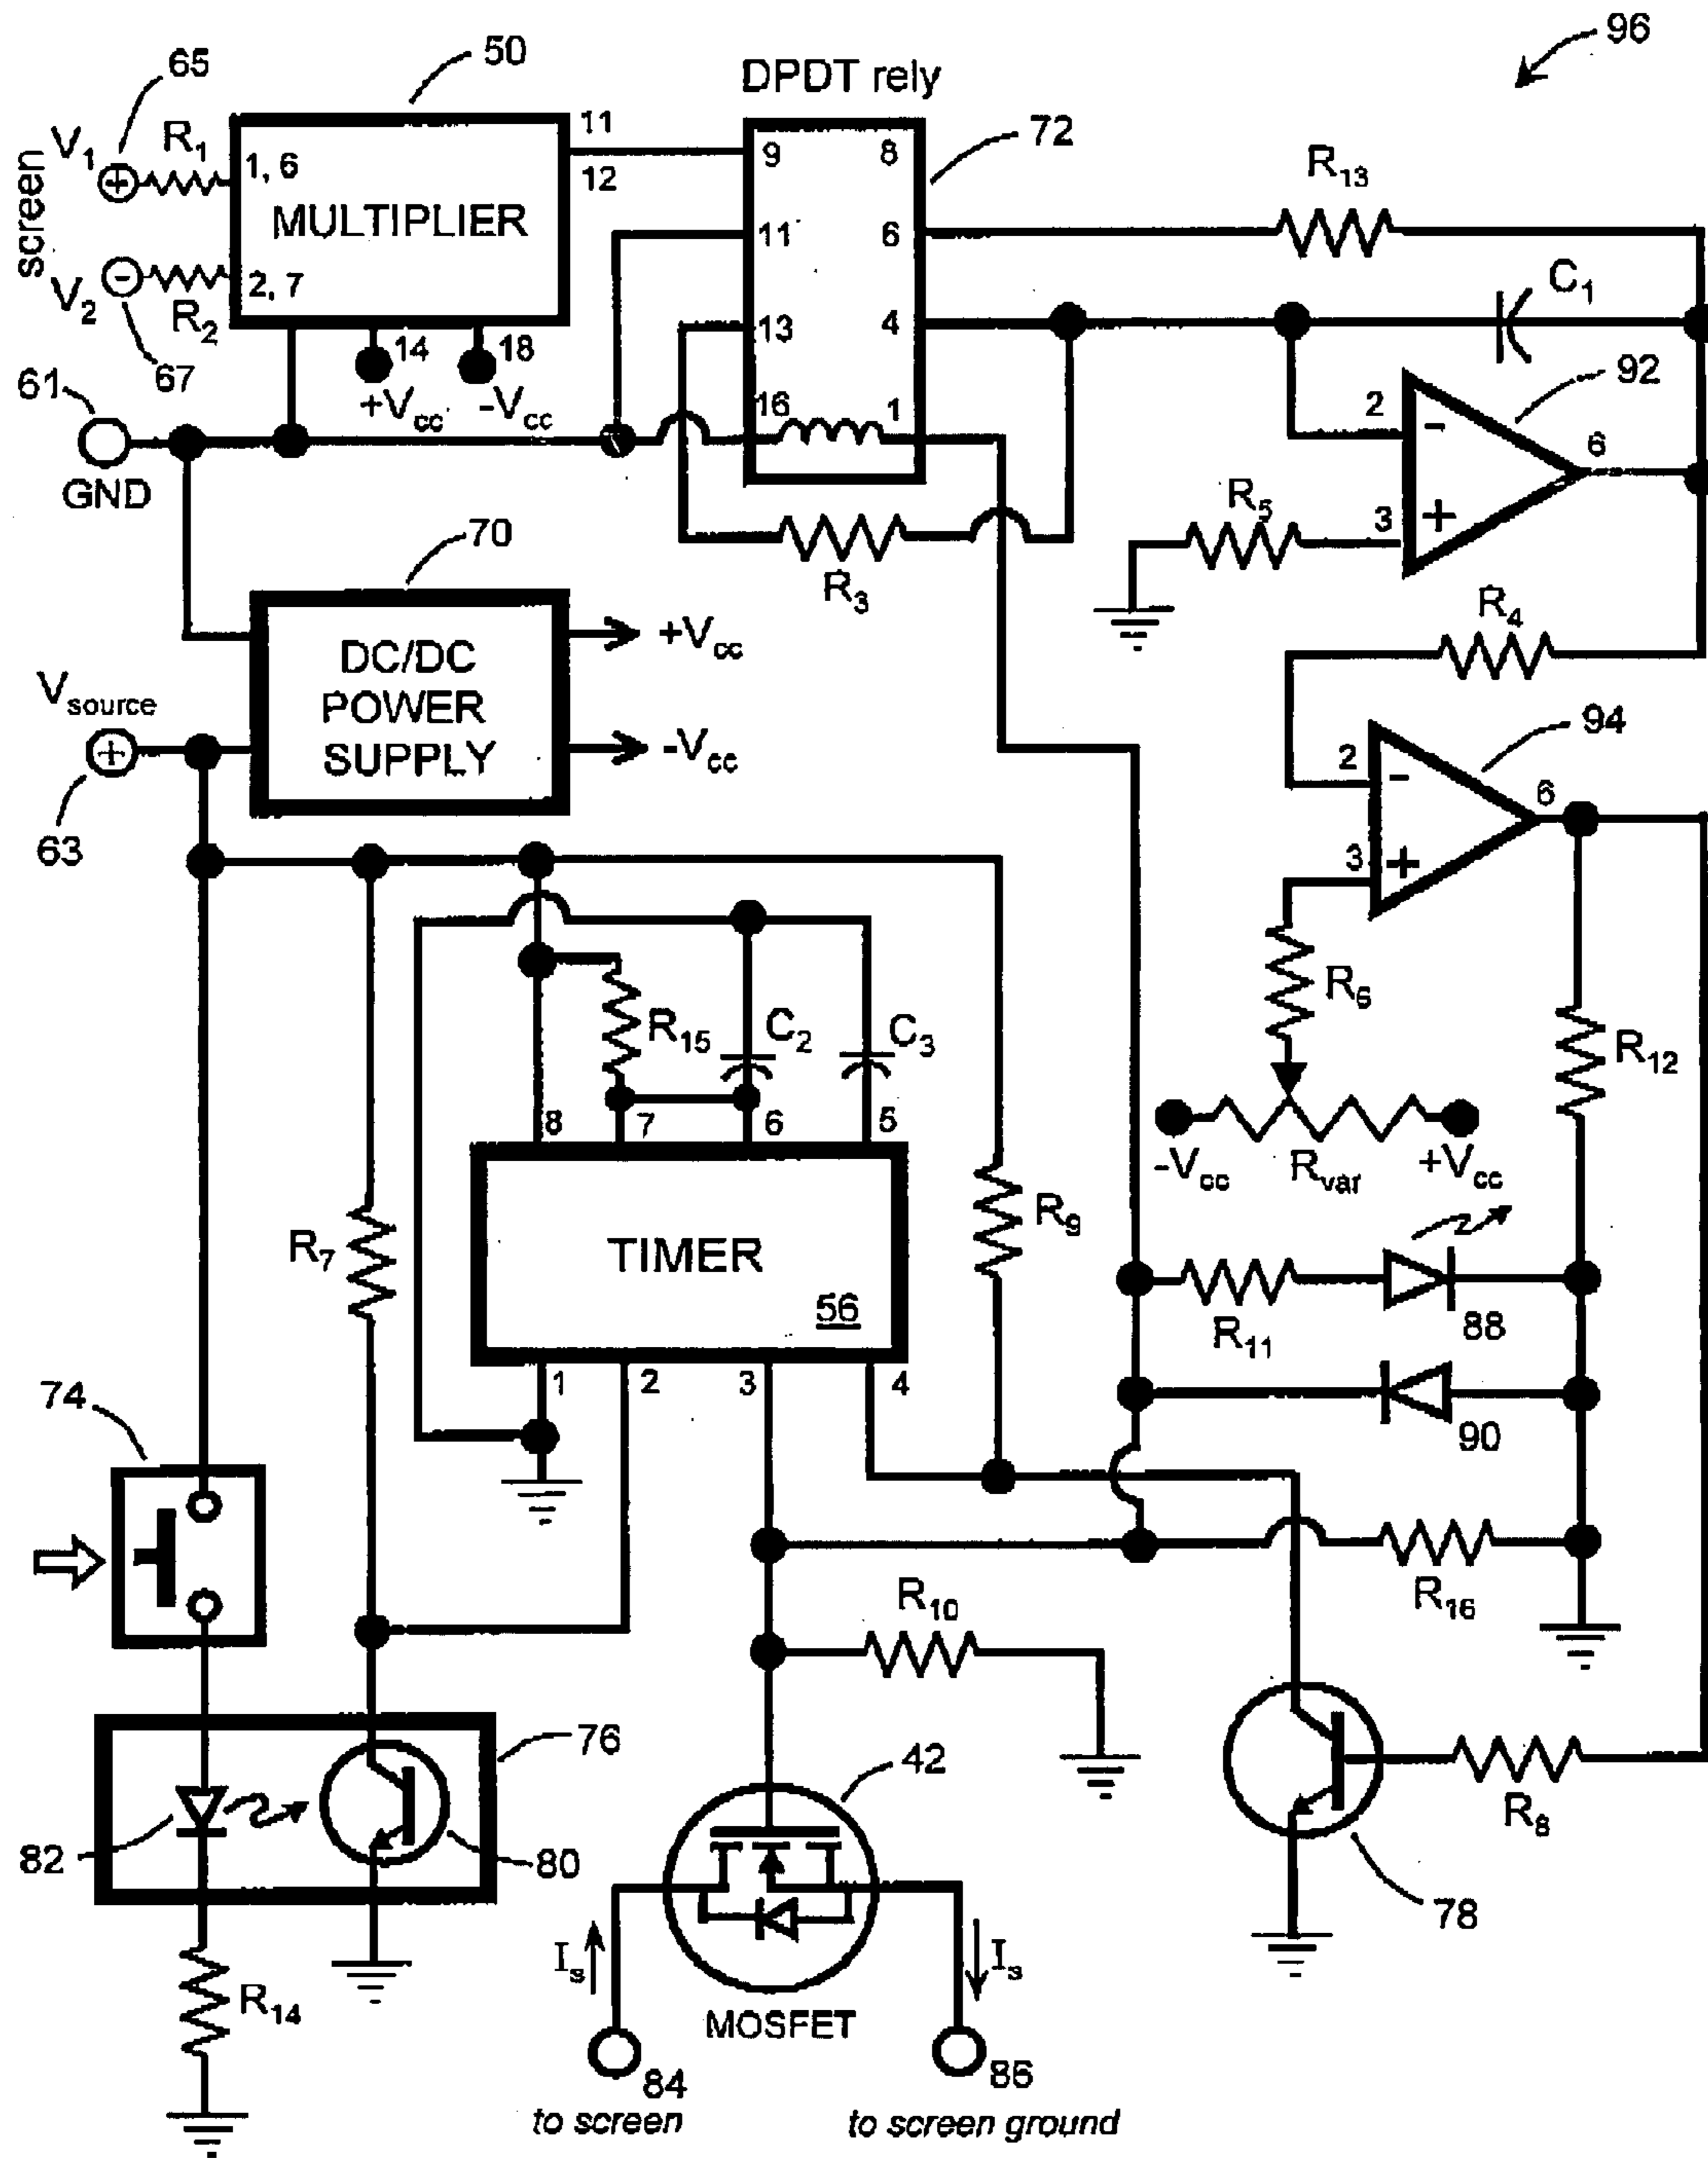 96
65
50
DPDT rely
72
screen
V1
R1
1, 6
11
12
9
8
MULTIPLIER
11
6
R13
V2
R2
2, 7
13
4
C1
67
14
18
+Vcc
-Vcc
16
1
61
GND
92
2
-
6
R5
3
+
R3
70
R4
DC/DC
POWER
SUPPLY
+Vcc
-Vcc
Vsource
+
63
94
2
-
6
3
+
R6
R15
C2
C3
R12
8
7
6
5
-Vcc
Rvar
+Vcc
R7
R9
TIMER
56
R11
88
1
2
3
4
74
90
R10
R16
76
42
R8
82
80
78
Is
Is
R14
MOSFET
84
86
to screen
to screen ground